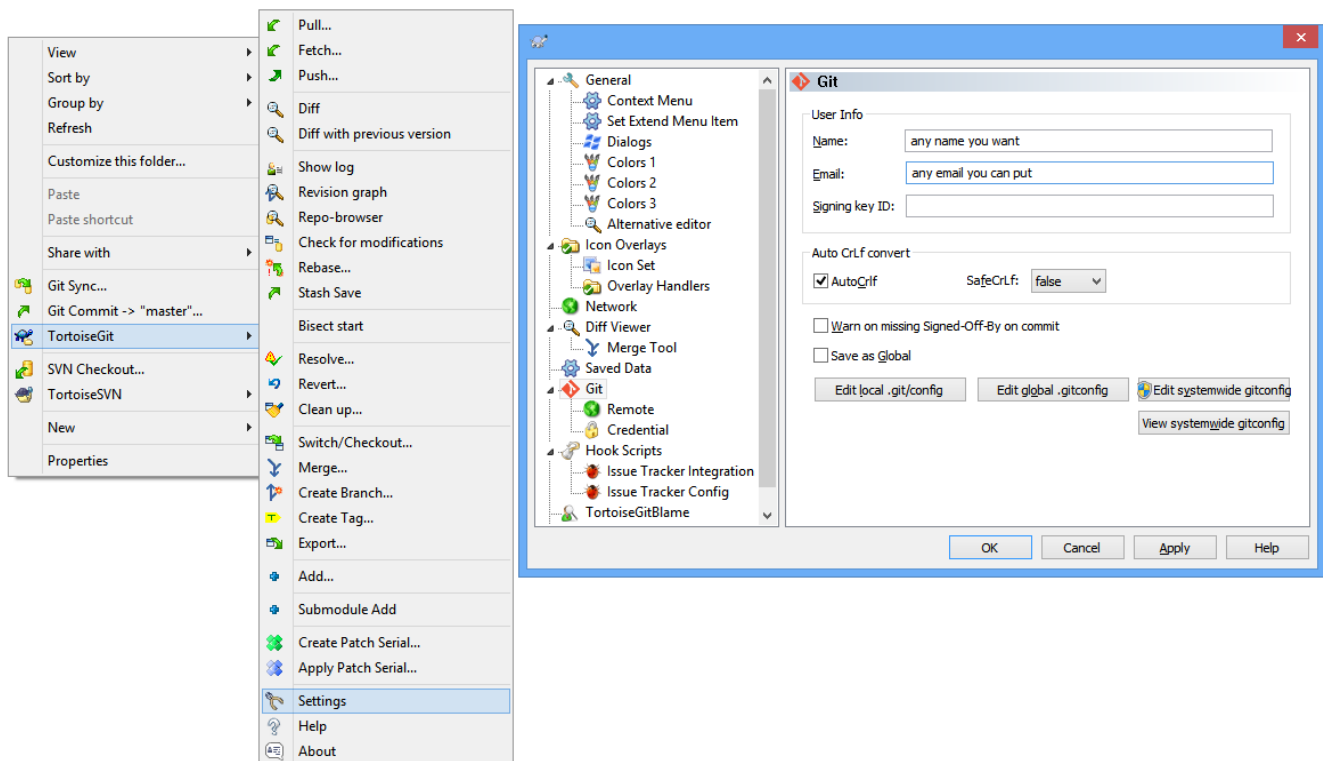 View
Sort by
Group by
Refresh
Customize this folder...
Paste
Paste shortcut
Share with
Git Sync...
Git Commit -> "master"...
TortoiseGit
SVN Checkout...
TortoiseSVN
New
Properties
Pull...
Fetch...
Push...
Diff
Diff with previous version
Show log
Revision graph
Repo-browser
Check for modifications
Rebase...
Stash Save
Bisect start
Resolve...
Revert...
Clean up...
Switch/Checkout...
Merge...
Create Branch...
Create Tag...
Export...
Add...
Submodule Add
Create Patch Serial...
Apply Patch Serial...
Settings
Help
About
General
Context Menu
Set Extend Menu Item
Dialogs
Colors 1
Colors 2
Colors 3
Alternative editor
Icon Overlays
Icon Set
Overlay Handlers
Network
Diff Viewer
Merge Tool
Saved Data
Git
Remote
Credential
Hook Scripts
Issue Tracker Integration
Issue Tracker Config
TortoiseGitBlame
Git
User Info
Name: any name you want
Email: any email you can put
Signing key ID:
Auto CrLf convert
AutoCrlf SafeCrLf: false
Warn on missing Signed-Off-By on commit
Save as Global
Edit local .git/config Edit global .gitconfig Edit systemwide gitconfig
View systemwide gitconfig
OK Cancel Apply Help